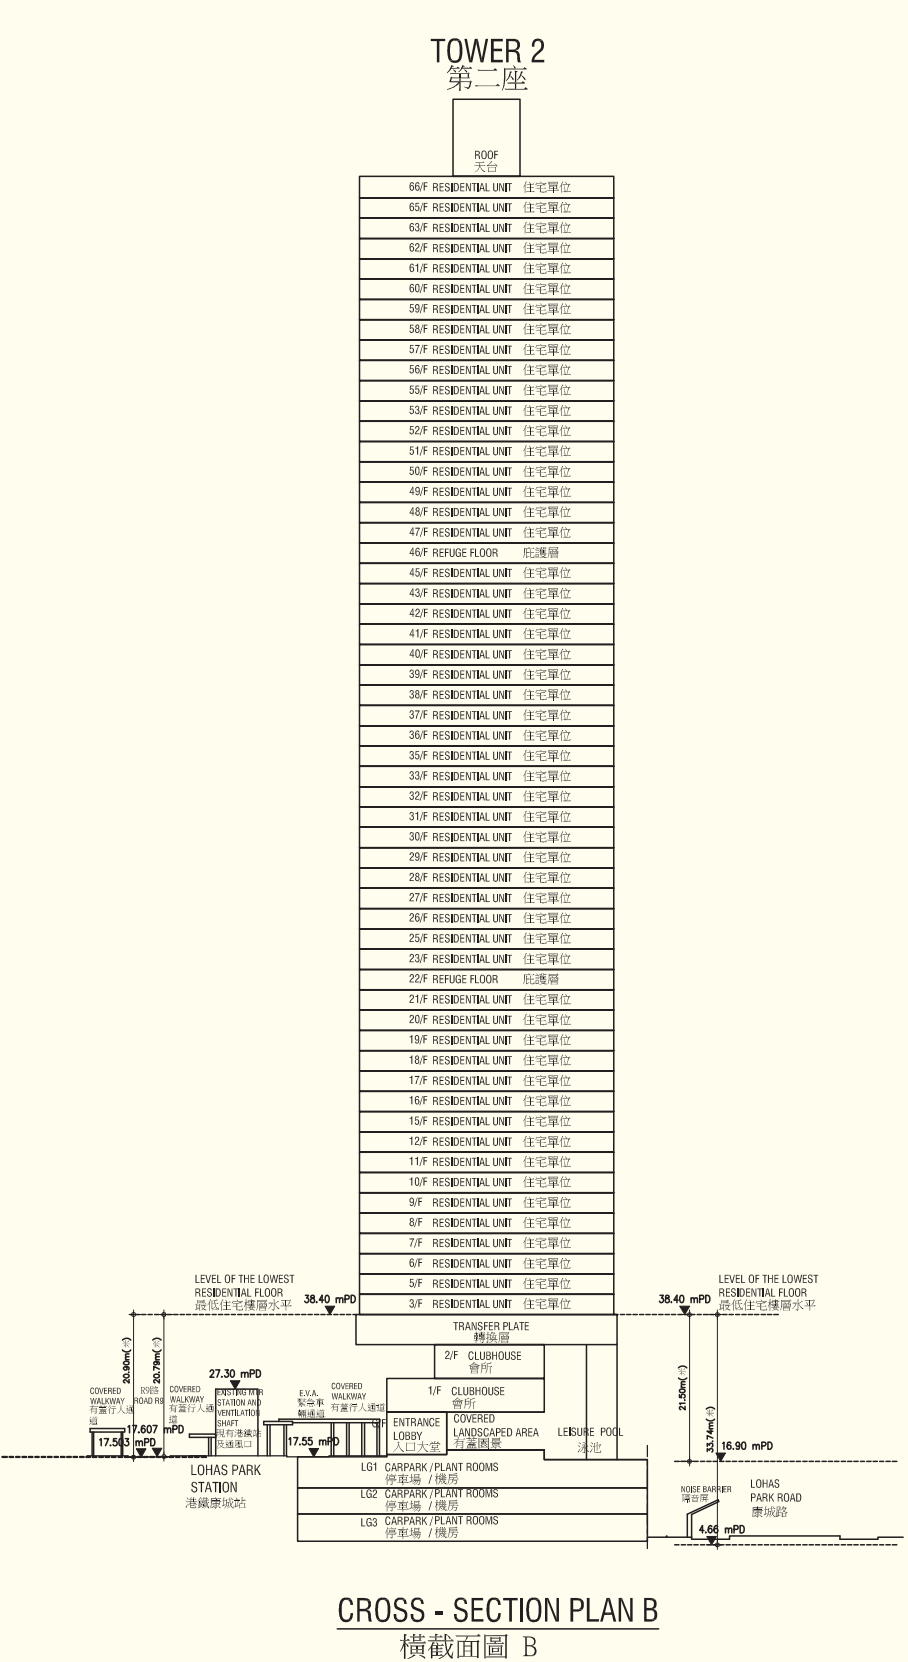 TOWER 2
第二座
ROOF
天台
66/F RESIDENTIAL UNIT 住宅單位
65/F RESIDENTIAL UNIT 住宅單位
63/F RESIDENTIAL UNIT 住宅單位
62/F RESIDENTIAL UNIT 住宅單位
61/F RESIDENTIAL UNIT 住宅單位
60/F RESIDENTIAL UNIT 住宅單位
59/F RESIDENTIAL UNIT 住宅單位
58/F RESIDENTIAL UNIT 住宅單位
57/F RESIDENTIAL UNIT 住宅單位
56/F RESIDENTIAL UNIT 住宅單位
55/F RESIDENTIAL UNIT 住宅單位
53/F RESIDENTIAL UNIT 住宅單位
52/F RESIDENTIAL UNIT 住宅單位
51/F RESIDENTIAL UNIT 住宅單位
50/F RESIDENTIAL UNIT 住宅單位
49/F RESIDENTIAL UNIT 住宅單位
48/F RESIDENTIAL UNIT 住宅單位
47/F RESIDENTIAL UNIT 住宅單位
46/F REFUGE FLOOR 庇護層
45/F RESIDENTIAL UNIT 住宅單位
43/F RESIDENTIAL UNIT 住宅單位
42/F RESIDENTIAL UNIT 住宅單位
41/F RESIDENTIAL UNIT 住宅單位
40/F RESIDENTIAL UNIT 住宅單位
39/F RESIDENTIAL UNIT 住宅單位
38/F RESIDENTIAL UNIT 住宅單位
37/F RESIDENTIAL UNIT 住宅單位
36/F RESIDENTIAL UNIT 住宅單位
35/F RESIDENTIAL UNIT 住宅單位
33/F RESIDENTIAL UNIT 住宅單位
32/F RESIDENTIAL UNIT 住宅單位
31/F RESIDENTIAL UNIT 住宅單位
30/F RESIDENTIAL UNIT 住宅單位
29/F RESIDENTIAL UNIT 住宅單位
28/F RESIDENTIAL UNIT 住宅單位
27/F RESIDENTIAL UNIT 住宅單位
26/F RESIDENTIAL UNIT 住宅單位
25/F RESIDENTIAL UNIT 住宅單位
23/F RESIDENTIAL UNIT 住宅單位
22/F REFUGE FLOOR 庇護層
21/F RESIDENTIAL UNIT 住宅單位
20/F RESIDENTIAL UNIT 住宅單位
19/F RESIDENTIAL UNIT 住宅單位
18/F RESIDENTIAL UNIT 住宅單位
17/F RESIDENTIAL UNIT 住宅單位
16/F RESIDENTIAL UNIT 住宅單位
15/F RESIDENTIAL UNIT 住宅單位
12/F RESIDENTIAL UNIT 住宅單位
11/F RESIDENTIAL UNIT 住宅單位
10/F RESIDENTIAL UNIT 住宅單位
9/F RESIDENTIAL UNIT 住宅單位
8/F RESIDENTIAL UNIT 住宅單位
7/F RESIDENTIAL UNIT 住宅單位
6/F RESIDENTIAL UNIT 住宅單位
5/F RESIDENTIAL UNIT 住宅單位
3/F RESIDENTIAL UNIT 住宅單位
LEVEL OF THE LOWEST
RESIDENTIAL FLOOR
最低住宅樓層水平
38.40 mPD
38.40 mPD
LEVEL OF THE LOWEST
RESIDENTIAL FLOOR
最低住宅樓層水平
TRANSFER PLATE
轉換層
2/F CLUBHOUSE
會所
1/F CLUBHOUSE
會所
G/F ENTRANCE
LOBBY
入口大堂
COVERED
LANDSCAPED AREA
有蓋園景
LEISURE POOL
泳池
20.90m(米)
20.79m(米)
COVERED
WALKWAY
有蓋行人通
道
R9路
ROAD R9
COVERED
WALKWAY
有蓋行人通
道
27.30 mPD
EXISTING MTR
STATION AND
VENTILATION
SHAFT
現有港鐵站
及通風口
E.V.A.
緊急車
輛通道
COVERED
WALKWAY
有蓋行人通道
17.607 mPD
17.503 mPD
17.55 mPD
21.50m(米)
33.74m(米)
16.90 mPD
LOHAS PARK
STATION
港鐵康城站
LG1 CARPARK / PLANT ROOMS
停車場 / 機房
LG2 CARPARK / PLANT ROOMS
停車場 / 機房
LG3 CARPARK / PLANT ROOMS
停車場 / 機房
NOISE BARRIER
隔音屏
LOHAS
PARK ROAD
康城路
4.66 mPD
CROSS - SECTION PLAN B
橫截面圖 B